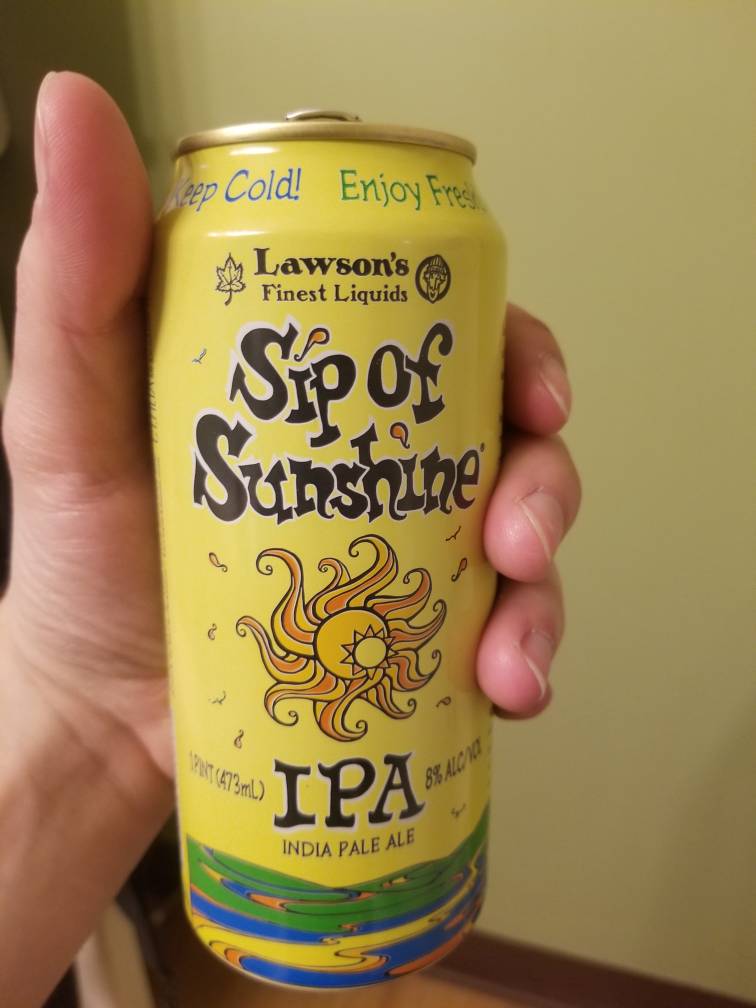 Keep Cold! Enjoy Fresh
Lawson's
Finest Liquids
Sip of
Sunshine
1 PINT (473mL)
IPA
8% ALC/VOL
INDIA PALE ALE